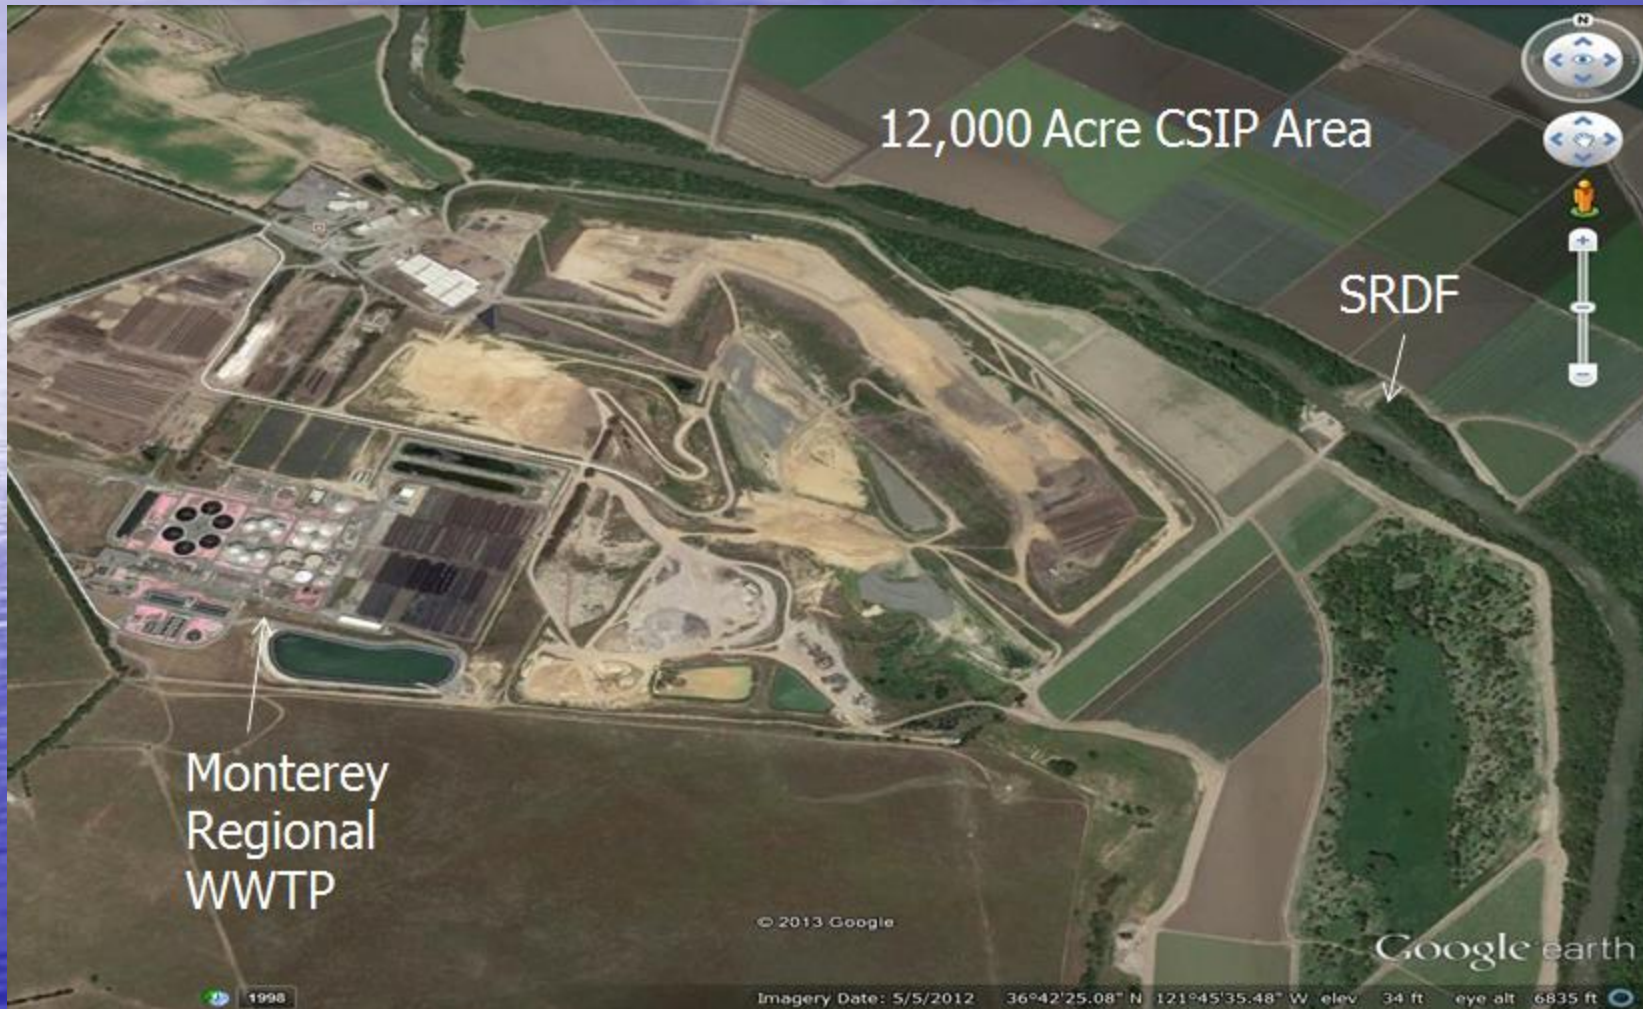 N
12,000 Acre CSIP Area
SRDF
Monterey
Regional
WWTP
© 2013 Google
Google earth
1998
Imagery Date: 5/5/2012 36°42'25.08" N 121°45'35.48" W elev 34 ft eye alt 6835 ft